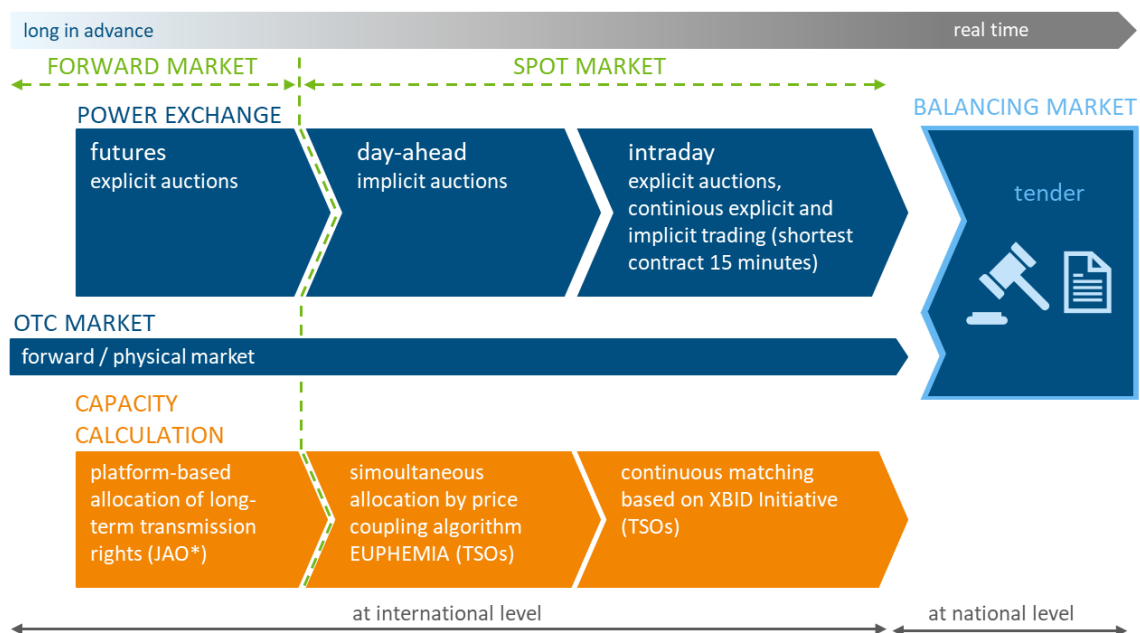 long in advance
real time
FORWARD MARKET
SPOT MARKET
POWER EXCHANGE
BALANCING MARKET
futures
explicit auctions
day-ahead
implicit auctions
intraday
explicit auctions,
continious explicit and
implicit trading (shortest
contract 15 minutes)
tender
OTC MARKET
forward / physical market
CAPACITY
CALCULATION
platform-based
allocation of long-
term transmission
rights (JAO*)
simoultaneous
allocation by price
coupling algorithm
EUPHEMIA (TSOs)
continuous matching
based on XBID Initiative
(TSOs)
at international level
at national level